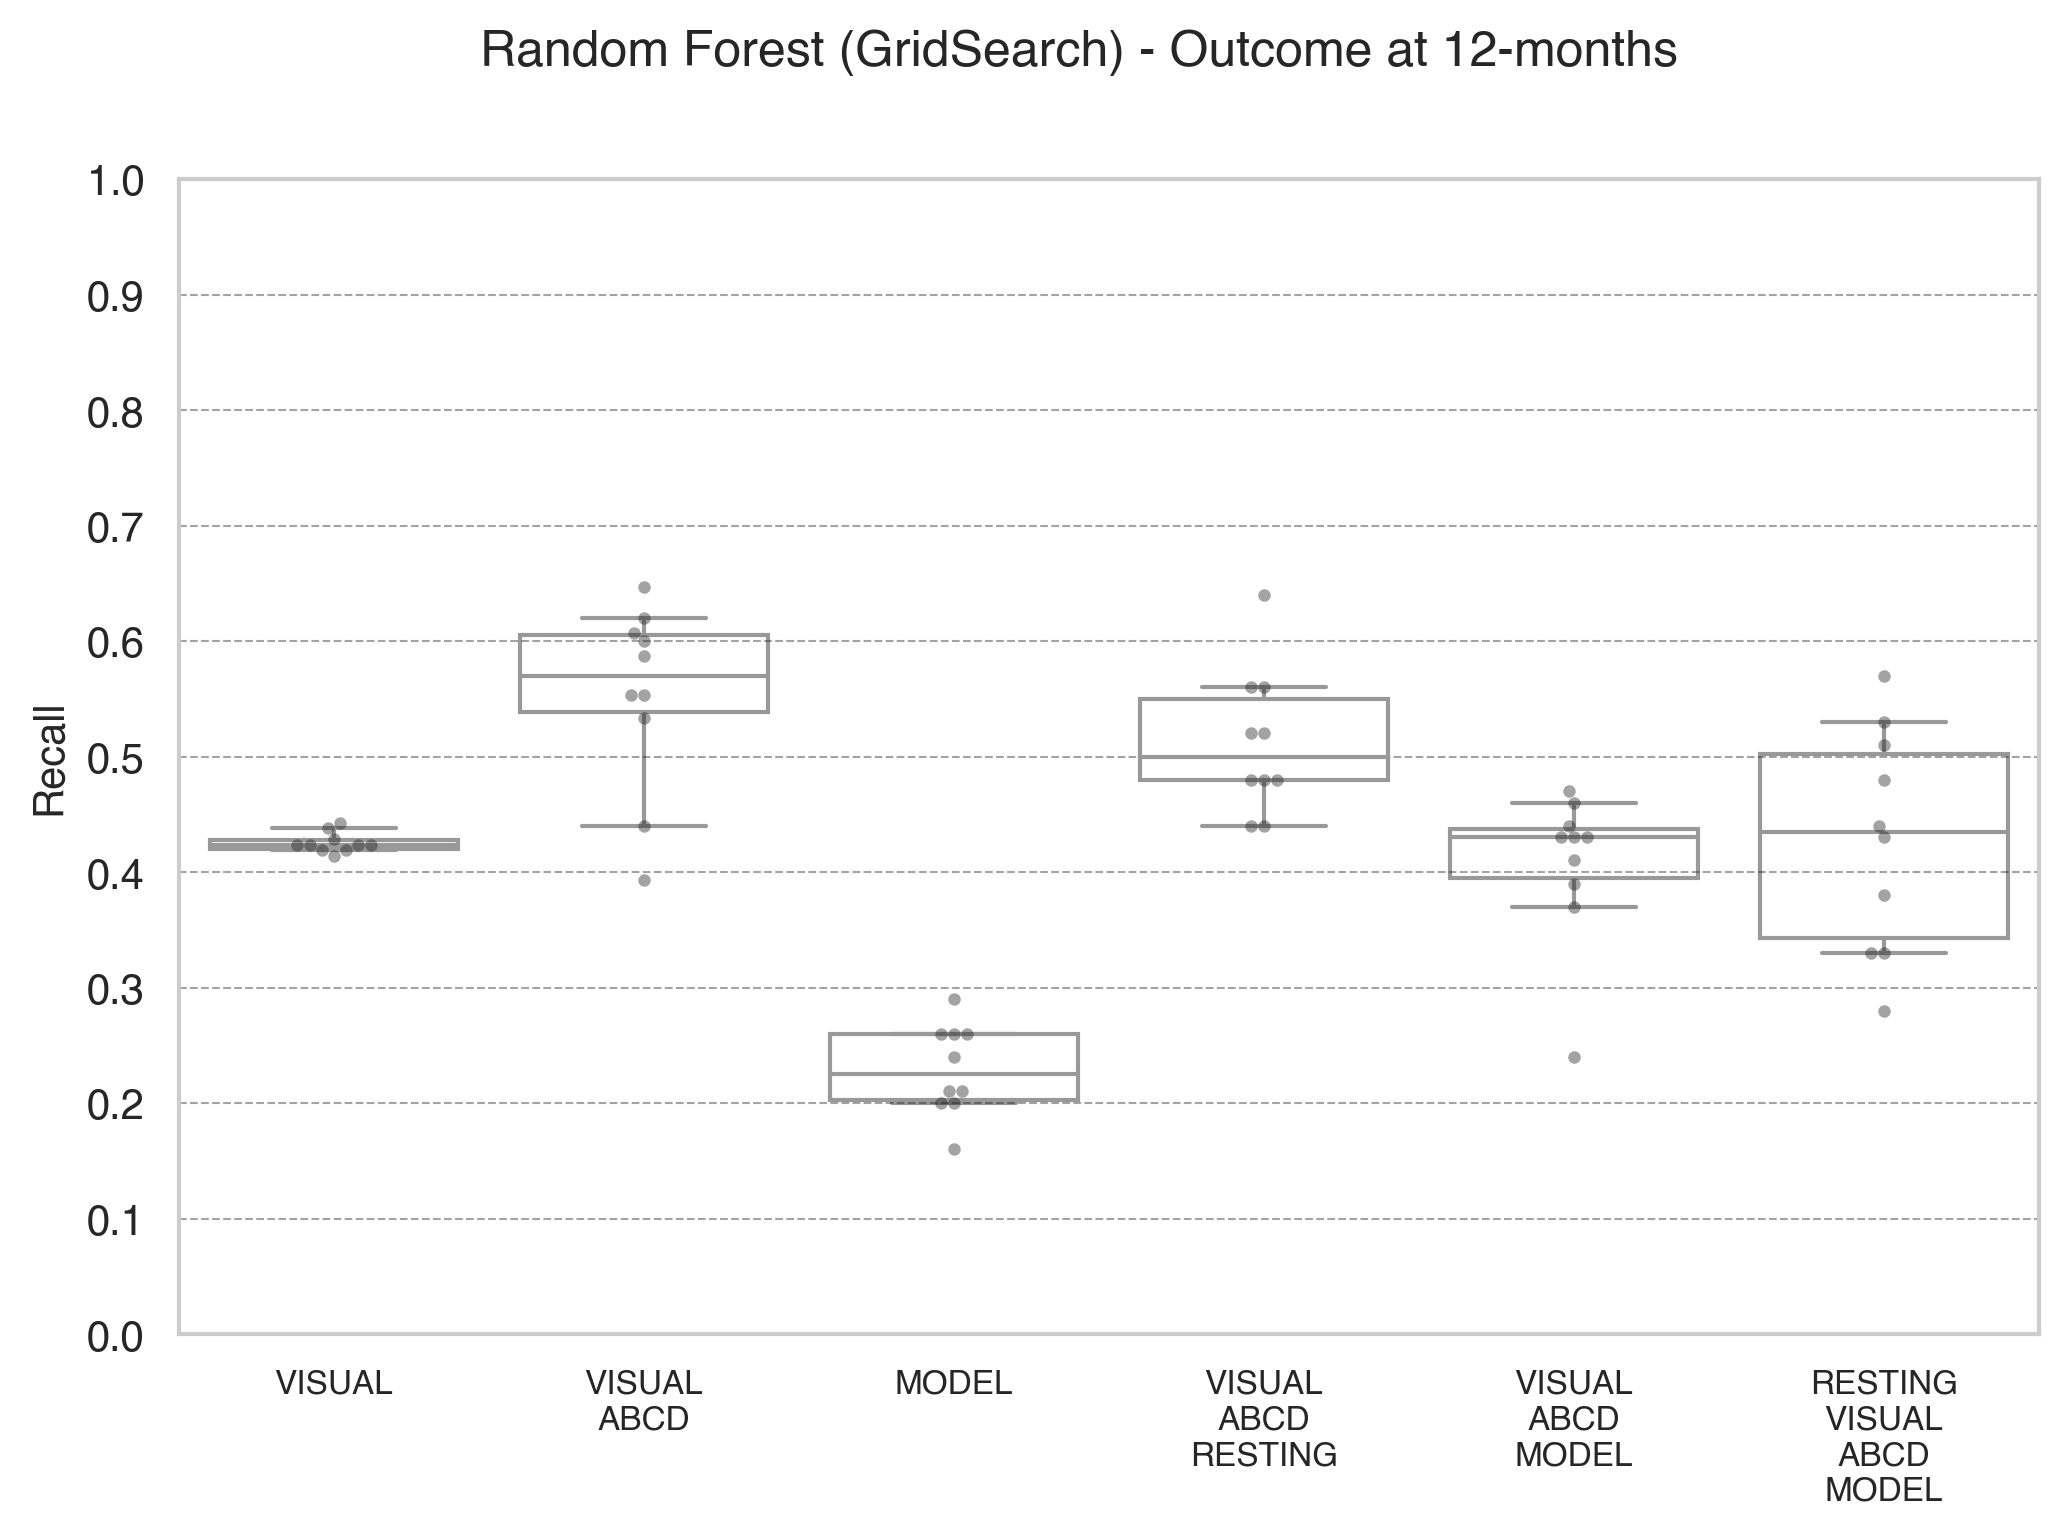 Random Forest (GridSearch) - Outcome at 12-months
1.0
0.9
0.8
0.7
0.6
0.5
0.4
0.3
0.2
0.1
0.0
Recall
VISUAL
VISUAL
ABCD
MODEL
VISUAL
ABCD
RESTING
VISUAL
ABCD
MODEL
RESTING
VISUAL
ABCD
MODEL